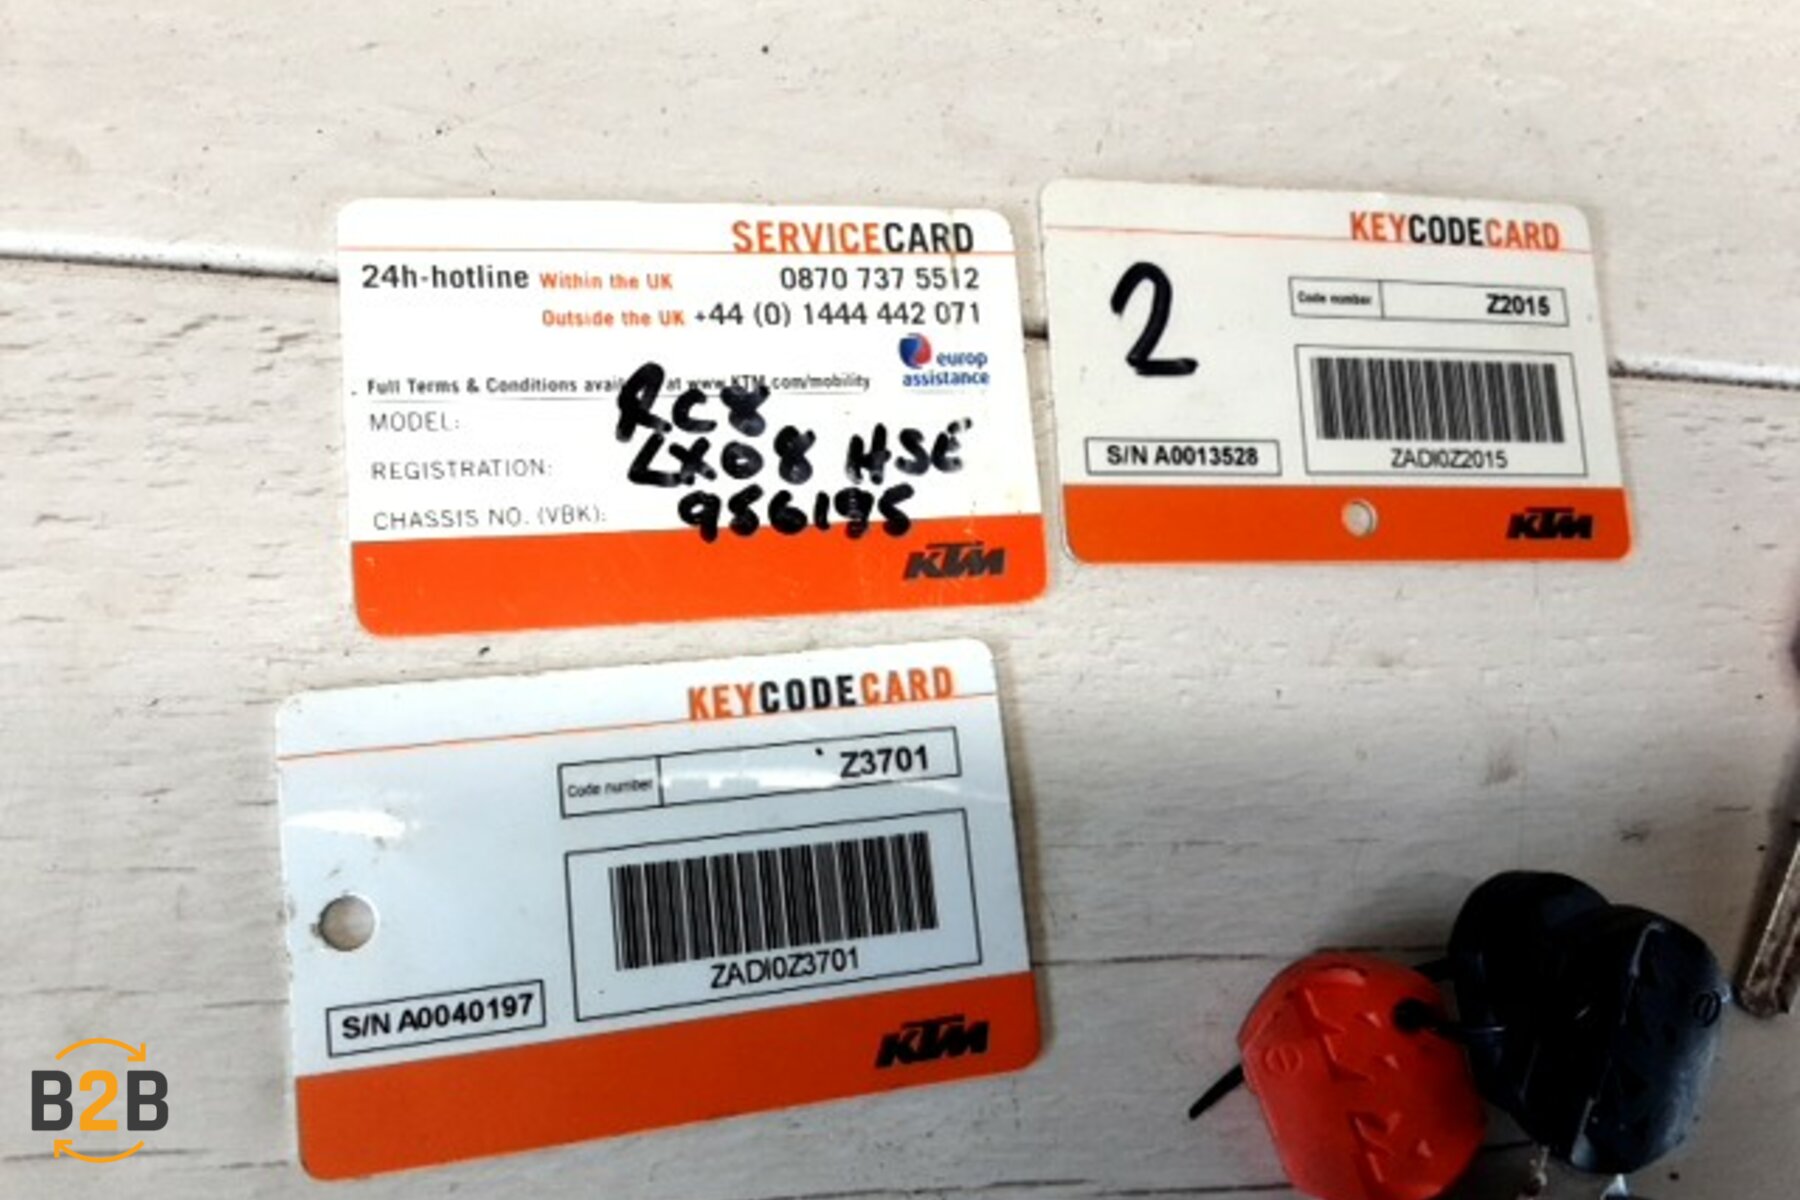 SERVICECARD
24h-hotline Within the UK 0870 737 5512
Outside the UK +44 (0) 1444 442 071
europ
assistance
Full Terms & Conditions at www.KTM.com/mobility
MODEL: RC8
REGISTRATION: LX08 HSE
CHASSIS NO. (VBK): 956195
KTM
KEYCODECARD
2
Code number Z2015
ZADI0Z2015
S/N A0013528
KTM
KEYCODECARD
Code number Z3701
ZADI0Z3701
S/N A0040197
KTM
B2B